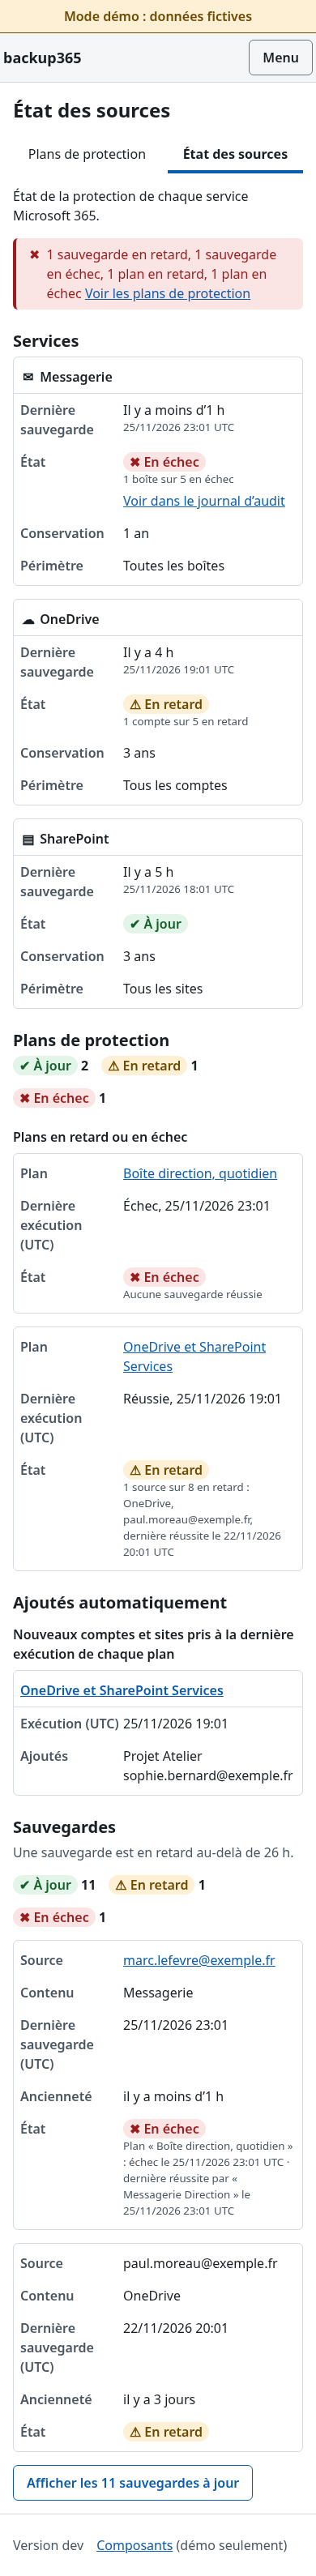 Mode démo : données fictives
backup365
Menu
État des sources
Plans de protection
État des sources
État de la protection de chaque service
Microsoft 365.
✖ 1 sauvegarde en retard, 1 sauvegarde
en échec, 1 plan en retard, 1 plan en
échec Voir les plans de protection
Services
✉ Messagerie
Dernière
sauvegarde
Il y a moins d’1 h
25/11/2026 23:01 UTC
État
✖ En échec
1 boîte sur 5 en échec
Voir dans le journal d’audit
Conservation
1 an
Périmètre
Toutes les boîtes
☁ OneDrive
Dernière
sauvegarde
Il y a 4 h
25/11/2026 19:01 UTC
État
⚠ En retard
1 compte sur 5 en retard
Conservation
3 ans
Périmètre
Tous les comptes
▤ SharePoint
Dernière
sauvegarde
Il y a 5 h
25/11/2026 18:01 UTC
État
✔ À jour
Conservation
3 ans
Périmètre
Tous les sites
Plans de protection
✔ À jour 2 ⚠ En retard 1
✖ En échec 1
Plans en retard ou en échec
Plan
Boîte direction, quotidien
Dernière
exécution
(UTC)
Échec, 25/11/2026 23:01
État
✖ En échec
Aucune sauvegarde réussie
Plan
OneDrive et SharePoint
Services
Dernière
exécution
(UTC)
Réussie, 25/11/2026 19:01
État
⚠ En retard
1 source sur 8 en retard :
OneDrive,
paul.moreau@exemple.fr,
dernière réussite le 22/11/2026
20:01 UTC
Ajoutés automatiquement
Nouveaux comptes et sites pris à la dernière
exécution de chaque plan
OneDrive et SharePoint Services
Exécution (UTC) 25/11/2026 19:01
Ajoutés
Projet Atelier
sophie.bernard@exemple.fr
Sauvegardes
Une sauvegarde est en retard au-delà de 26 h.
✔ À jour 11 ⚠ En retard 1
✖ En échec 1
Source
marc.lefevre@exemple.fr
Contenu
Messagerie
Dernière
sauvegarde
(UTC)
25/11/2026 23:01
Ancienneté
il y a moins d’1 h
État
✖ En échec
Plan « Boîte direction, quotidien »
: échec le 25/11/2026 23:01 UTC ·
dernière réussite par «
Messagerie Direction » le
25/11/2026 23:01 UTC
Source
paul.moreau@exemple.fr
Contenu
OneDrive
Dernière
sauvegarde
(UTC)
22/11/2026 20:01
Ancienneté
il y a 3 jours
État
⚠ En retard
Afficher les 11 sauvegardes à jour
Version dev Composants (démo seulement)